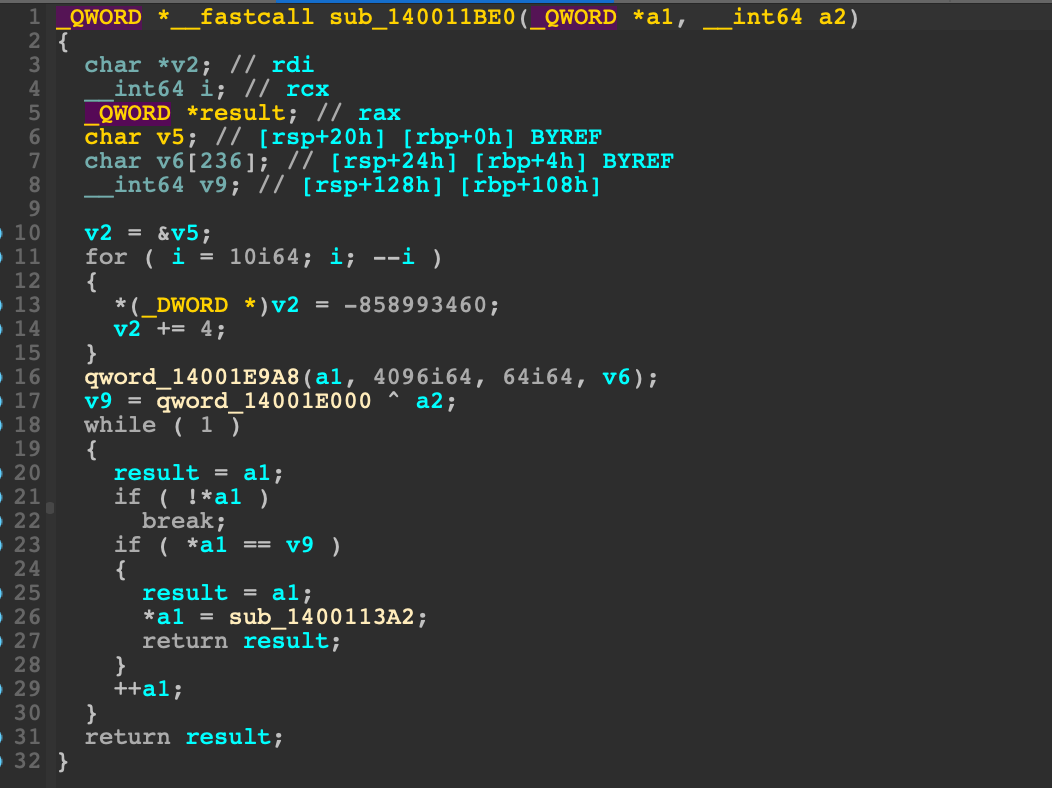 1 _QWORD *__fastcall sub_140011BE0(_QWORD *a1, __int64 a2)
2 {
3   char *v2; // rdi
4   __int64 i; // rcx
5   _QWORD *result; // rax
6   char v5; // [rsp+20h] [rbp+0h] BYREF
7   char v6[236]; // [rsp+24h] [rbp+4h] BYREF
8   __int64 v9; // [rsp+128h] [rbp+108h]
9
10   v2 = &v5;
11   for ( i = 10i64; i; --i )
12   {
13     *(_DWORD *)v2 = -858993460;
14     v2 += 4;
15   }
16   qword_14001E9A8(a1, 4096i64, 64i64, v6);
17   v9 = qword_14001E000 ^ a2;
18   while ( 1 )
19   {
20     result = a1;
21     if ( !*a1 )
22       break;
23     if ( *a1 == v9 )
24     {
25       result = a1;
26       *a1 = sub_1400113A2;
27       return result;
28     }
29     ++a1;
30   }
31   return result;
32 }